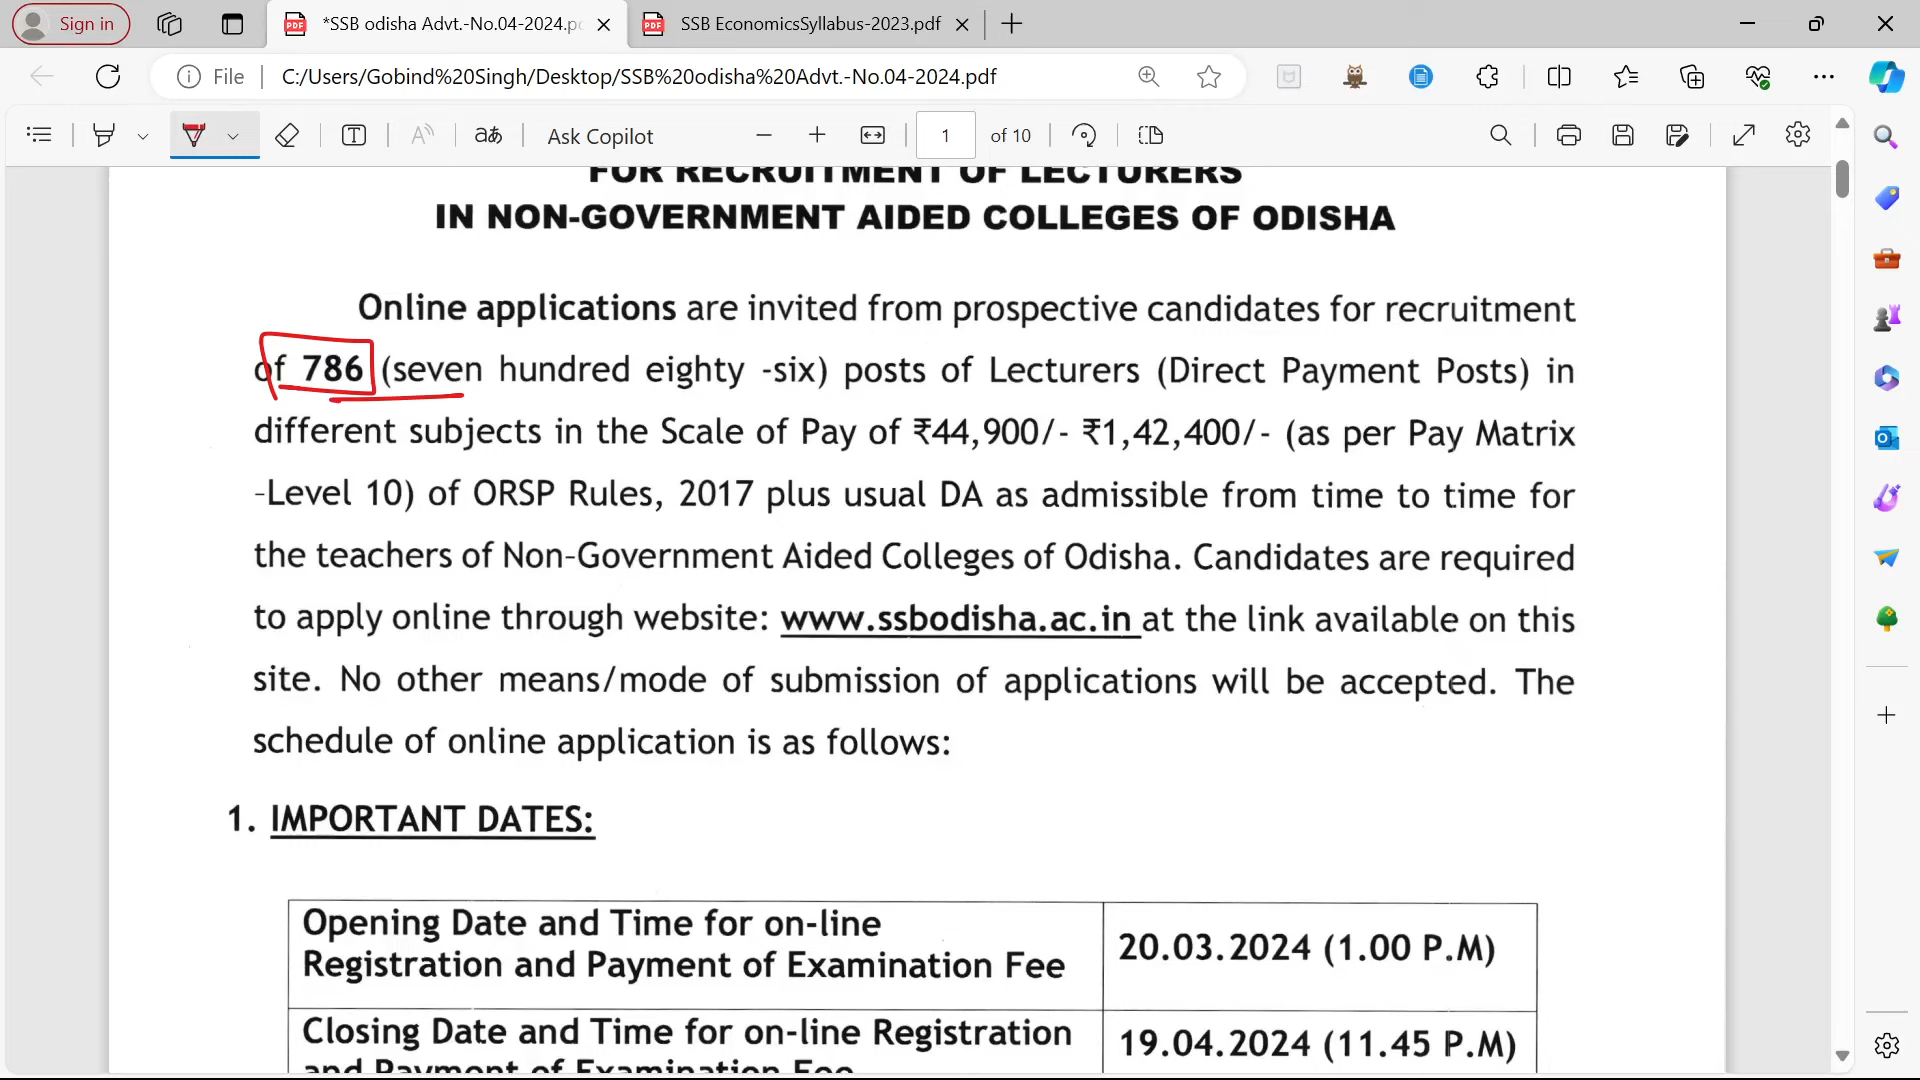 Sign in
*SSB odisha Advt.-No.04-2024.p
SSB EconomicsSyllabus-2023.pdf
File
C:/Users/Gobind%20Singh/Desktop/SSB%20odisha%20Advt.-No.04-2024.pdf
Ask Copilot
1 of 10
FOR RECRUITMENT OF LECTURERS
IN NON-GOVERNMENT AIDED COLLEGES OF ODISHA
Online applications are invited from prospective candidates for recruitment
of 786 (seven hundred eighty -six) posts of Lecturers (Direct Payment Posts) in
different subjects in the Scale of Pay of ₹44,900/- ₹1,42,400/- (as per Pay Matrix
-Level 10) of ORSP Rules, 2017 plus usual DA as admissible from time to time for
the teachers of Non-Government Aided Colleges of Odisha. Candidates are required
to apply online through website: www.ssbodisha.ac.in at the link available on this
site. No other means/mode of submission of applications will be accepted. The
schedule of online application is as follows:
1. IMPORTANT DATES:
Opening Date and Time for on-line
Registration and Payment of Examination Fee
20.03.2024 (1.00 P.M)
Closing Date and Time for on-line Registration
and Payment of Examination Fee
19.04.2024 (11.45 P.M)